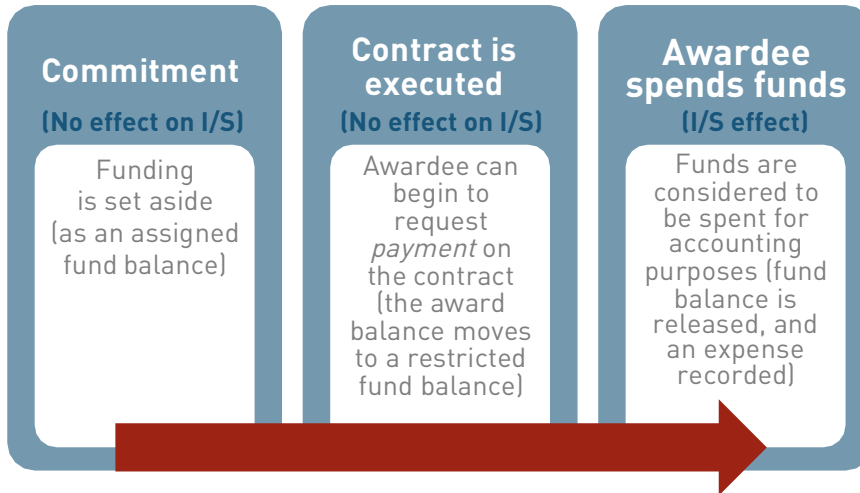 Commitment
(No effect on I/S)
Funding
is set aside
(as an assigned
fund balance)
Contract is
executed
(No effect on I/S)
Awardee can
begin to
request
payment on
the contract
(the award
balance moves
to a restricted
fund balance)
Awardee
spends funds
(I/S effect)
Funds are
considered to
be spent for
accounting
purposes (fund
balance is
released, and
an expense
recorded)